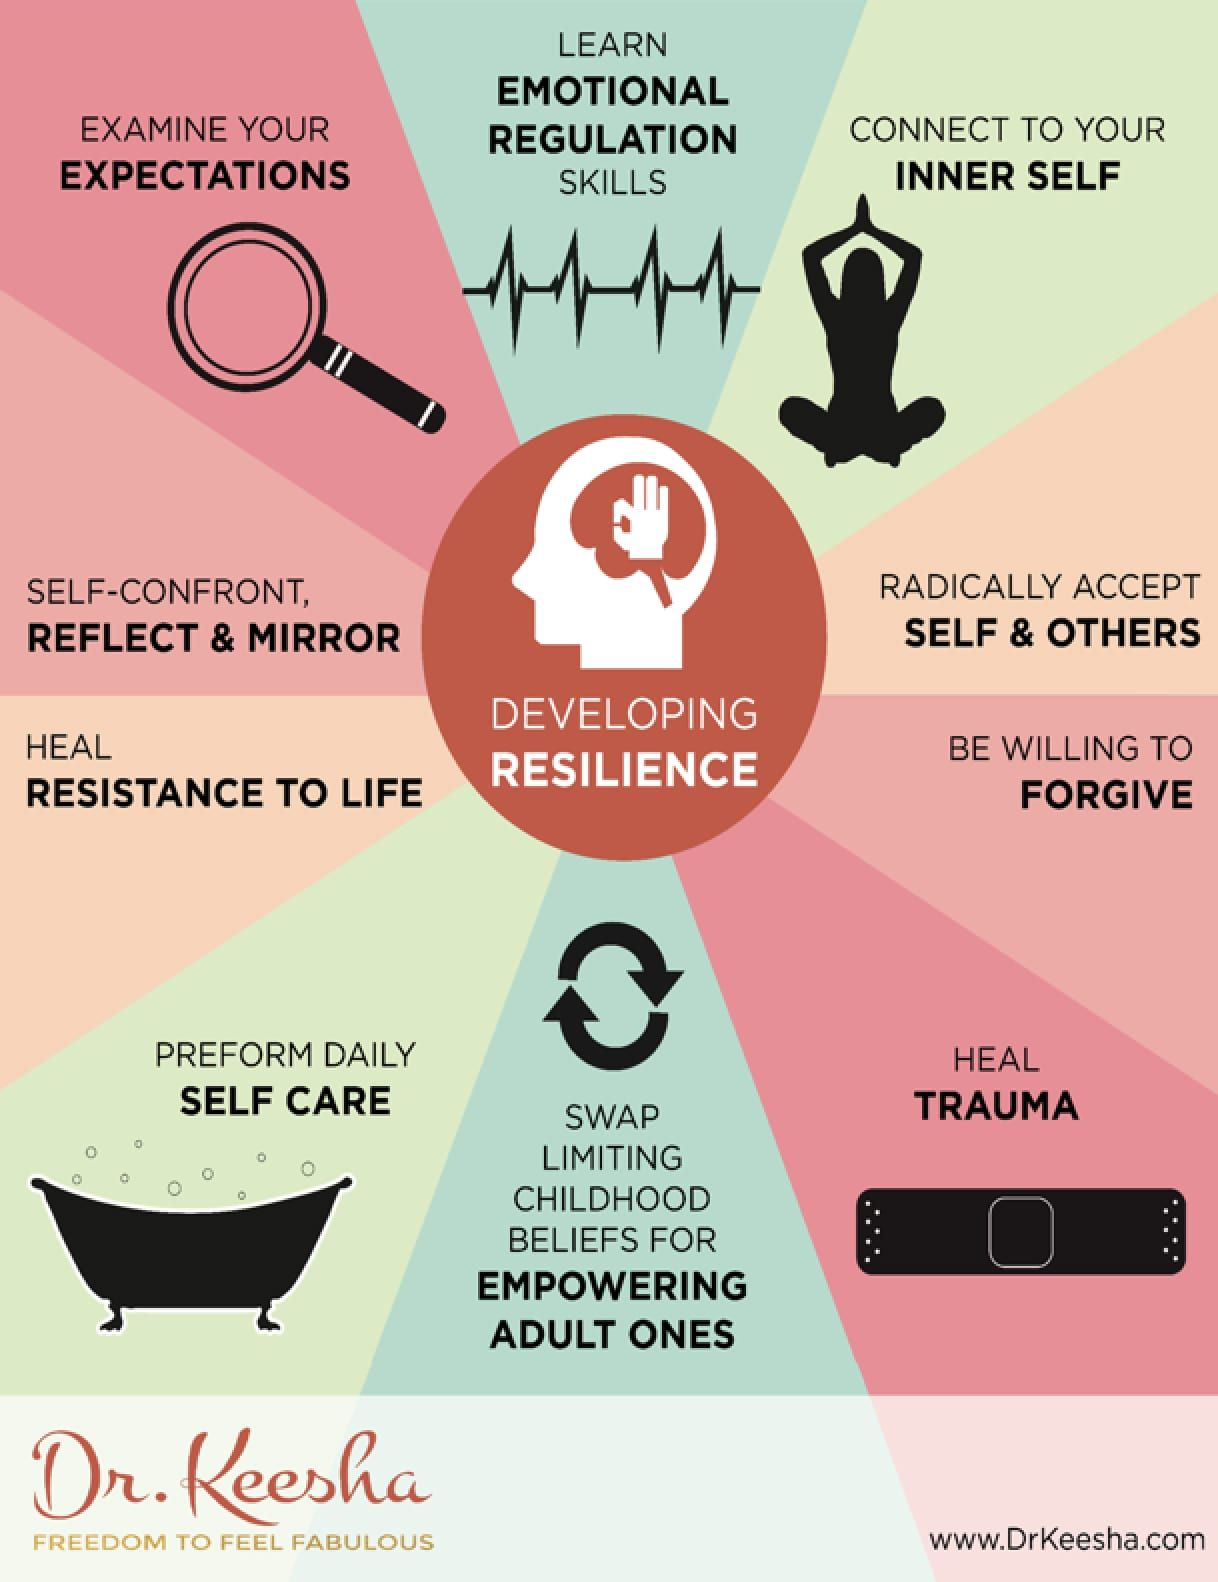 LEARN
EMOTIONAL
REGULATION
SKILLS
CONNECT TO YOUR
INNER SELF
RADICALLY ACCEPT
SELF & OTHERS
BE WILLING TO
FORGIVE
HEAL
TRAUMA
SWAP
LIMITING
CHILDHOOD
BELIEFS FOR
EMPOWERING
ADULT ONES
PREFORM DAILY
SELF CARE
HEAL
RESISTANCE TO LIFE
SELF-CONFRONT,
REFLECT & MIRROR
EXAMINE YOUR
EXPECTATIONS
DEVELOPING
RESILIENCE
Dr. Keesha
FREEDOM TO FEEL FABULOUS
www.DrKeesha.com